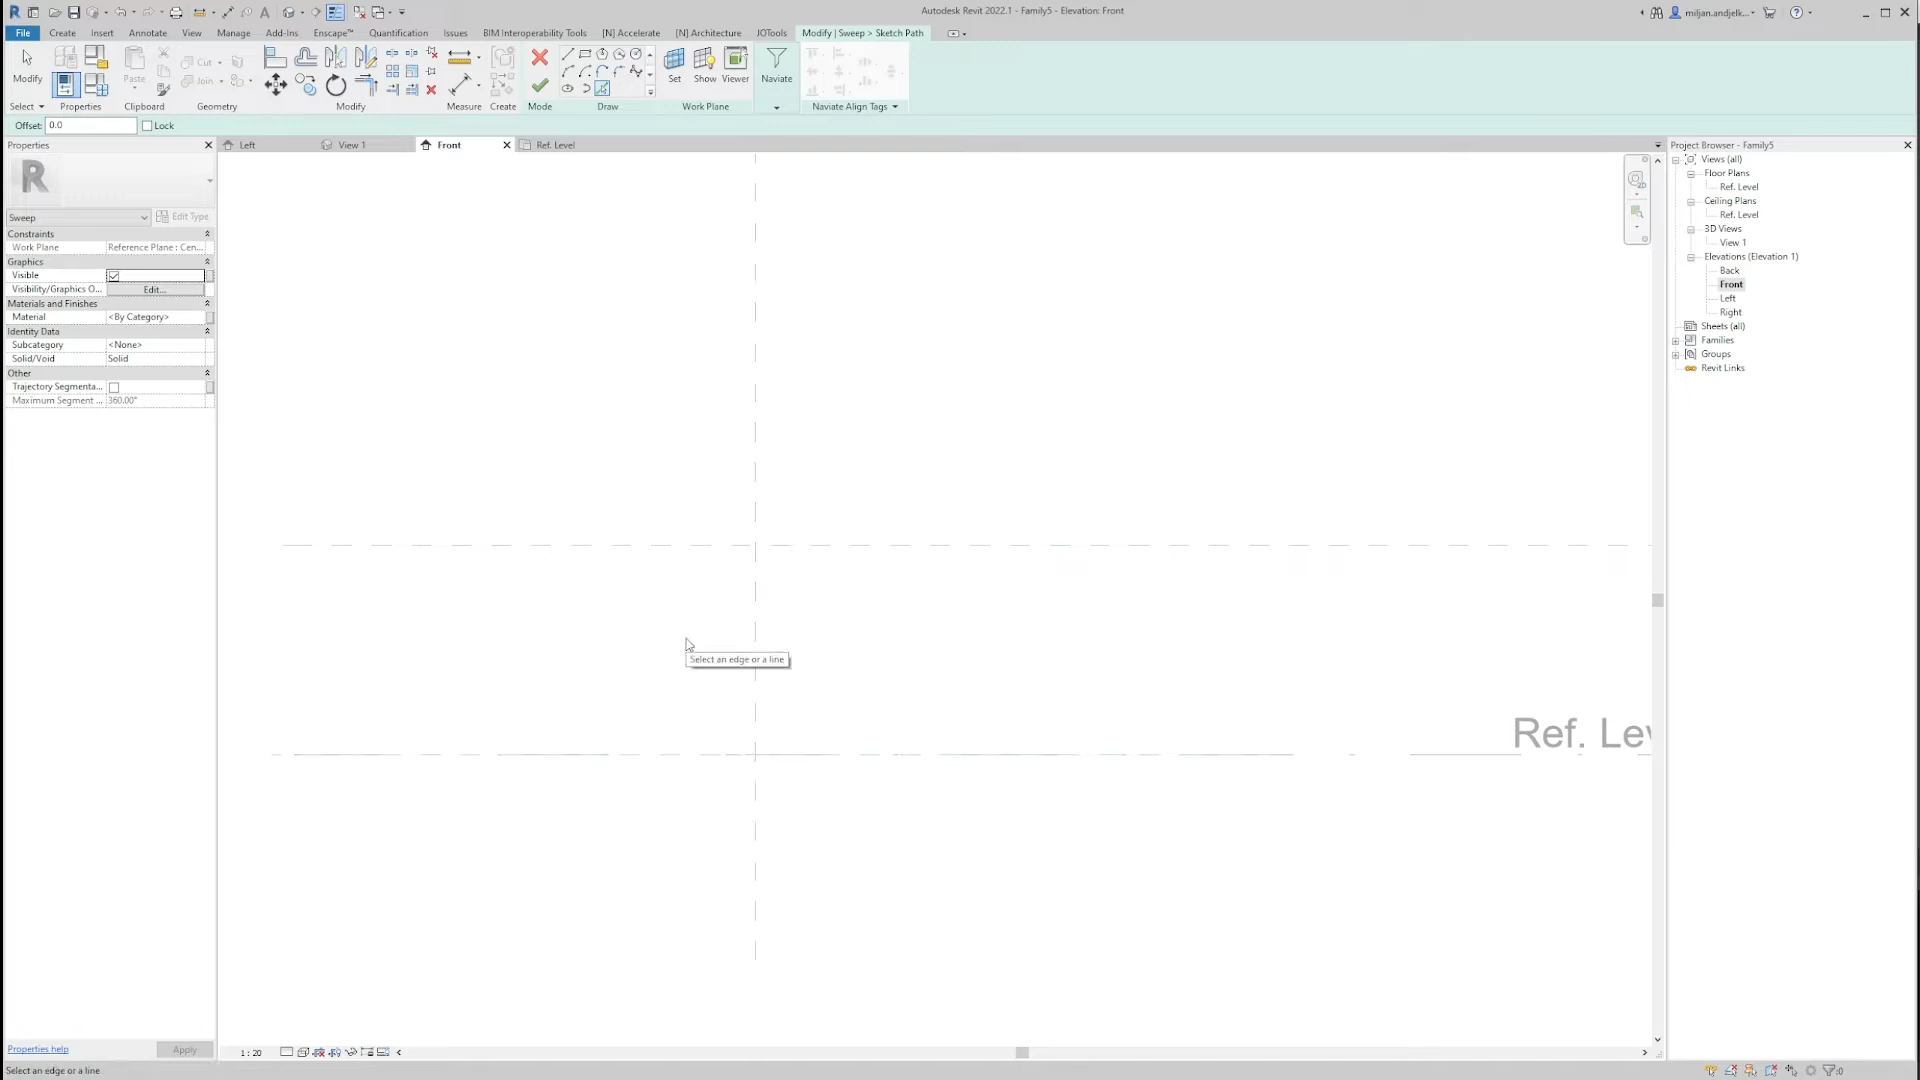 Autodesk Revit 2022.1 - Family5 - Elevation: Front
miljan.andjelk...
File Create Insert Annotate View Manage Add-Ins Enscape™ Quantification Issues BIM Interoperability Tools [N] Accelerate [N] Architecture JOTools Modify | Sweep > Sketch Path
Modify Paste Cut Join Set Show Viewer Naviate
Select Properties Clipboard Geometry Modify Measure Create Mode Draw Work Plane Naviate Align Tags
Offset: 0.0 Lock
Properties
Left View 1 Front Ref. Level
Project Browser - Family5
Sweep Edit Type
Constraints
Work Plane Reference Plane : Cen...
Graphics
Visible
Visibility/Graphics O... Edit...
Materials and Finishes
Material <By Category>
Identity Data
Subcategory <None>
Solid/Void Solid
Other
Trajectory Segmenta...
Maximum Segment ... 360.00°
Views (all)
Floor Plans
Ref. Level
Ceiling Plans
Ref. Level
3D Views
View 1
Elevations (Elevation 1)
Back
Front
Left
Right
Sheets (all)
Families
Groups
Revit Links
2D
Select an edge or a line
Ref. Lev
Properties help Apply
1 : 20
Select an edge or a line
:0